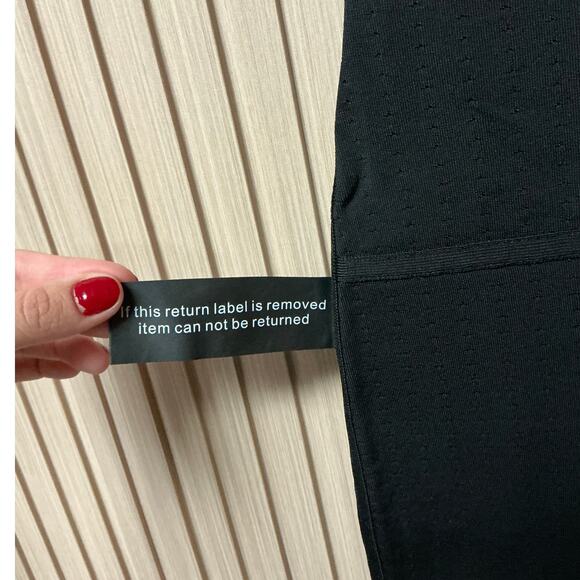 If this return label is removed
item can not be returned